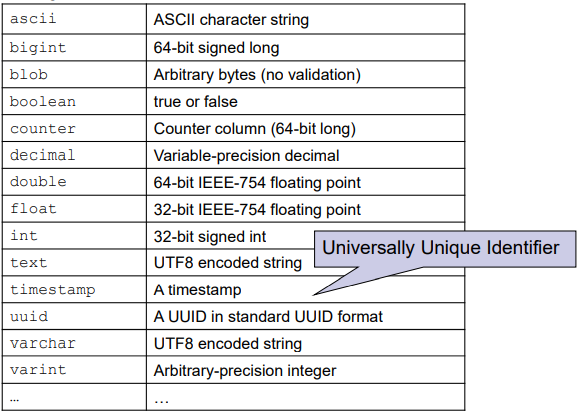 ascii ASCII character string
bigint 64-bit signed long
blob Arbitrary bytes (no validation)
boolean true or false
counter Counter column (64-bit long)
decimal Variable-precision decimal
double 64-bit IEEE-754 floating point
float 32-bit IEEE-754 floating point
int 32-bit signed int
Universally Unique Identifier
text UTF8 encoded string
timestamp A timestamp
uuid A UUID in standard UUID format
varchar UTF8 encoded string
varint Arbitrary-precision integer
… …